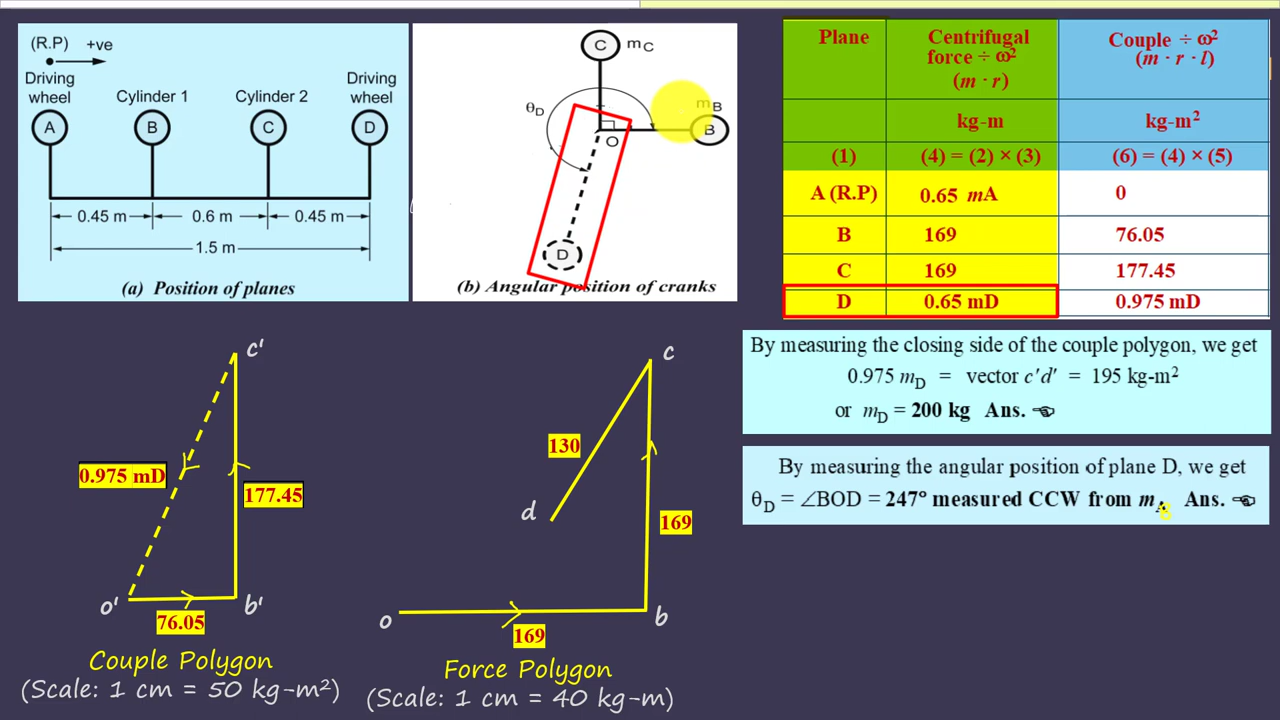 (R.P) +ve
Driving wheel
Cylinder 1
Cylinder 2
Driving wheel
A
B
C
D
0.45 m
0.6 m
0.45 m
1.5 m
(a) Position of planes
C
mC
θD
mB
B
O
D
(b) Angular position of cranks
Plane Centrifugal force ÷ ω² (m · r) Couple ÷ ω² (m · r · l)
kg-m kg-m²
(1) (4) = (2) × (3) (6) = (4) × (5)
A (R.P) 0.65 mA 0
B 169 76.05
C 169 177.45
D 0.65 mD 0.975 mD
c'
0.975 mD
177.45
o'
b'
76.05
Couple Polygon
(Scale: 1 cm = 50 kg-m²)
c
130
d
169
o
b
169
Force Polygon
(Scale: 1 cm = 40 kg-m)
By measuring the closing side of the couple polygon, we get
0.975 mD = vector c'd' = 195 kg-m²
or mD = 200 kg Ans.
By measuring the angular position of plane D, we get
θD = ∠BOD = 247° measured CCW from m Ans.